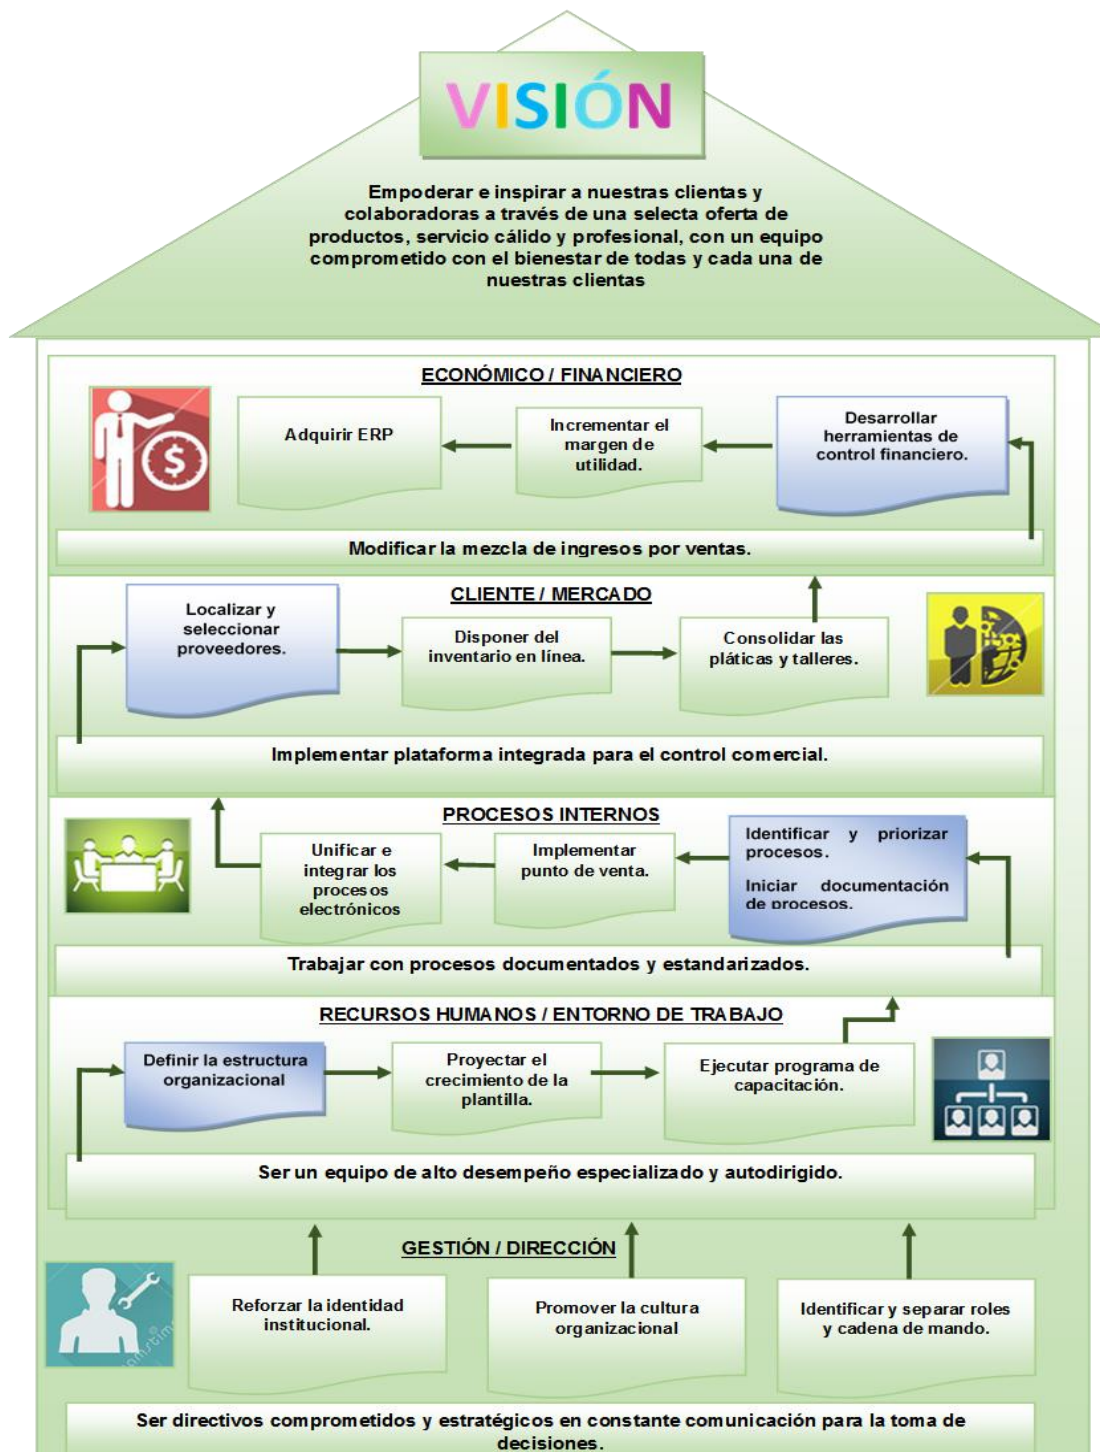 VISIÓN
Empoderar e inspirar a nuestras clientas y
colaboradoras a través de una selecta oferta de
productos, servicio cálido y profesional, con un equipo
comprometido con el bienestar de todas y cada una de
nuestras clientas
ECONÓMICO / FINANCIERO
Adquirir ERP
Incrementar el
margen de
utilidad.
Desarrollar
herramientas de
control financiero.
$
Modificar la mezcla de ingresos por ventas.
CLIENTE / MERCADO
Localizar y
seleccionar
proveedores.
Disponer del
inventario en línea.
Consolidar las
pláticas y talleres.
Implementar plataforma integrada para el control comercial.
PROCESOS INTERNOS
Unificar e
integrar los
procesos
electrónicos
Implementar
punto de venta.
Identificar y priorizar
procesos.
Iniciar documentación
de procesos.
Trabajar con procesos documentados y estandarizados.
RECURSOS HUMANOS / ENTORNO DE TRABAJO
Definir la estructura
organizacional
Proyectar el
crecimiento de la
plantilla.
Ejecutar programa de
capacitación.
Ser un equipo de alto desempeño especializado y autodirigido.
GESTIÓN / DIRECCIÓN
Reforzar la identidad
institucional.
Promover la cultura
organizacional
Identificar y separar roles
y cadena de mando.
Ser directivos comprometidos y estratégicos en constante comunicación para la toma de
decisiones.